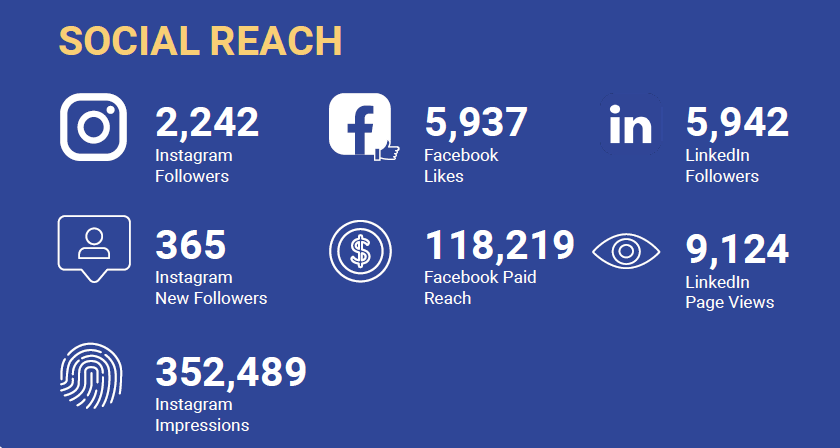 SOCIAL REACH
2,242
Instagram
Followers
5,937
Facebook
Likes
in
5,942
LinkedIn
Followers
365
Instagram
New Followers
$
118,219
Facebook Paid
Reach
9,124
LinkedIn
Page Views
352,489
Instagram
Impressions